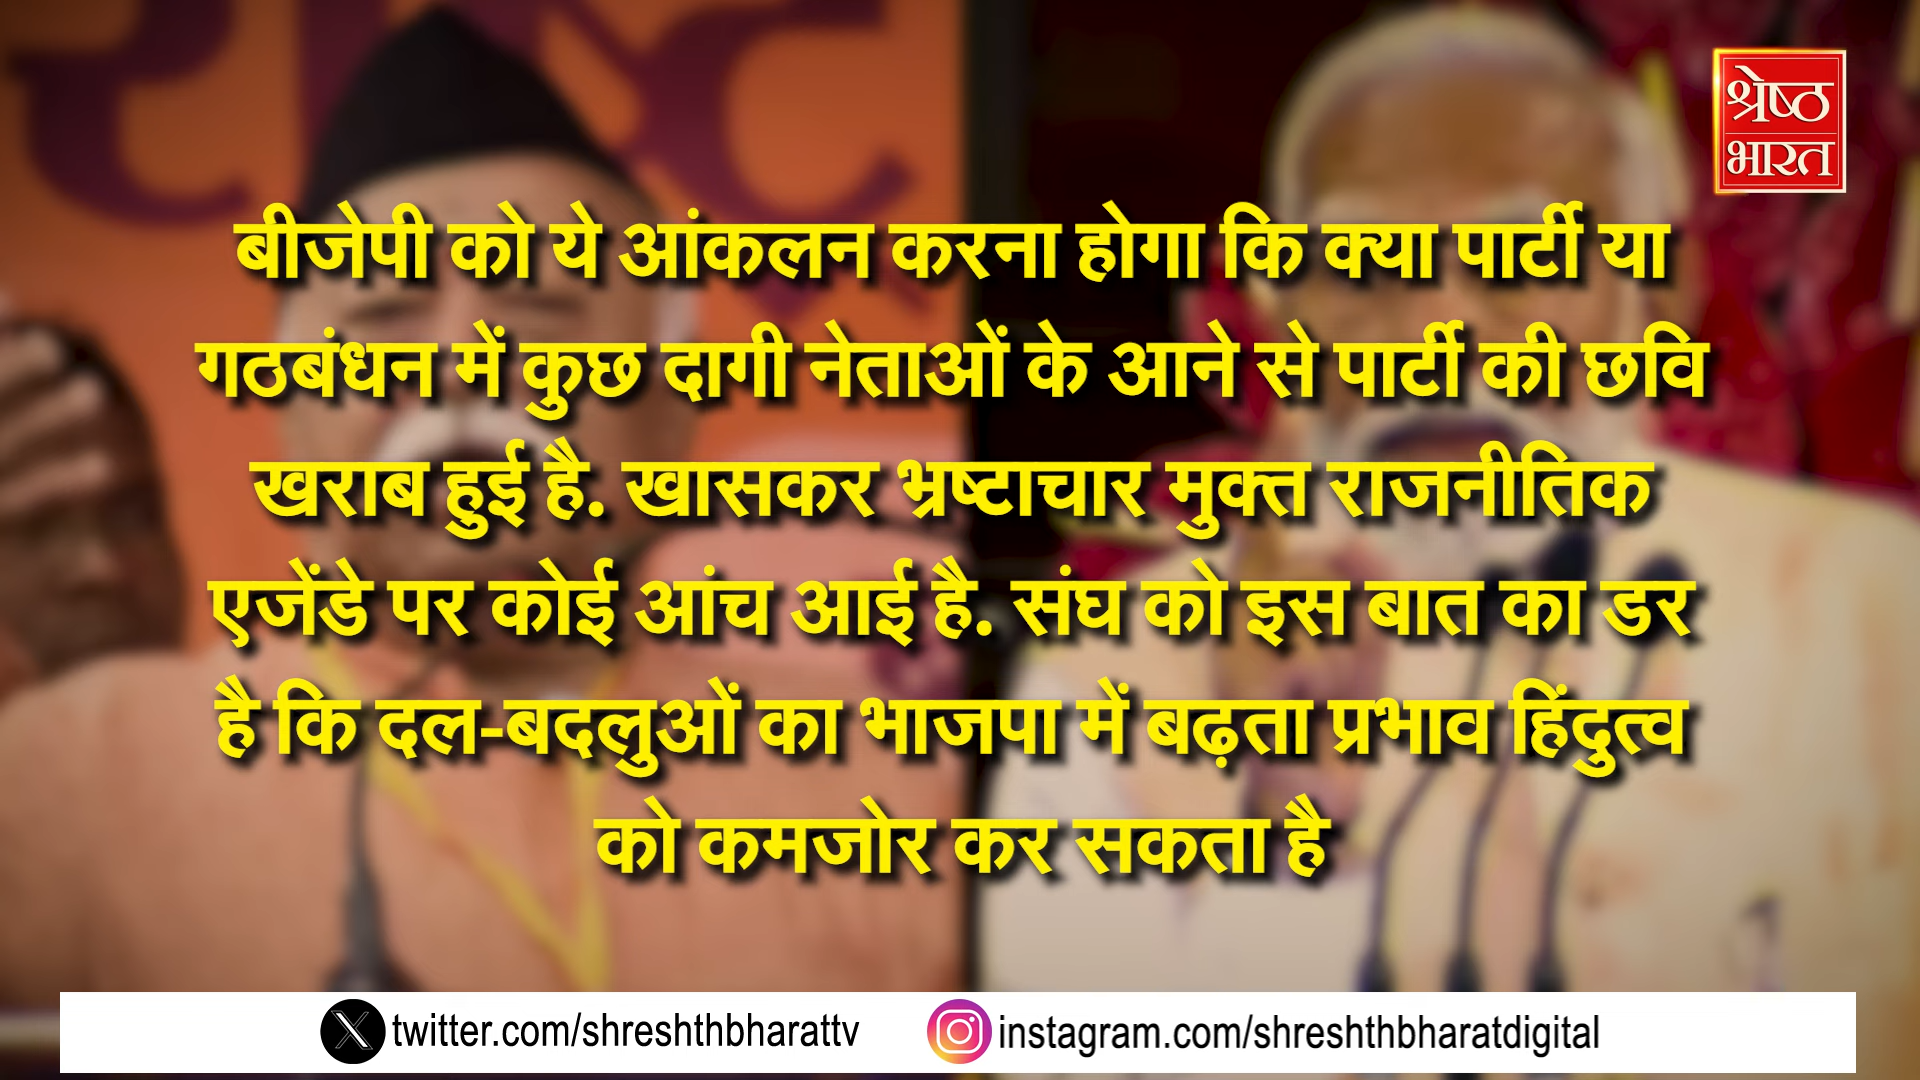 श्रेष्ठ
भारत
बीजेपी को ये आंकलन करना होगा कि क्या पार्टी या
गठबंधन में कुछ दागी नेताओं के आने से पार्टी की छवि
खराब हुई है. खासकर भ्रष्टाचार मुक्त राजनीतिक
एजेंडे पर कोई आंच आई है. संघ को इस बात का डर
है कि दल-बदलुओं का भाजपा में बढ़ता प्रभाव हिंदुत्व
को कमजोर कर सकता है
twitter.com/shreshthbharattv
instagram.com/shreshthbharatdigital